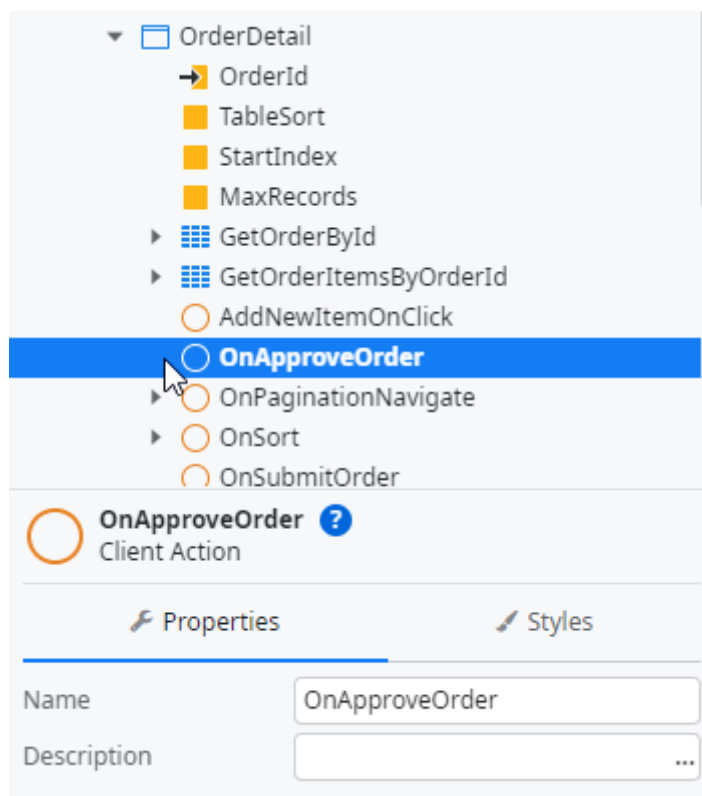 OrderDetail
OrderId
TableSort
StartIndex
MaxRecords
GetOrderById
GetOrderItemsByOrderId
AddNewItemOnClick
OnApproveOrder
OnPaginationNavigate
OnSort
OnSubmitOrder
OnApproveOrder ?
Client Action
Properties Styles
Name OnApproveOrder
Description ...